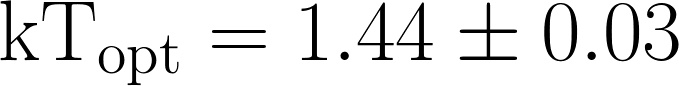 kT_opt = 1.44 ± 0.03